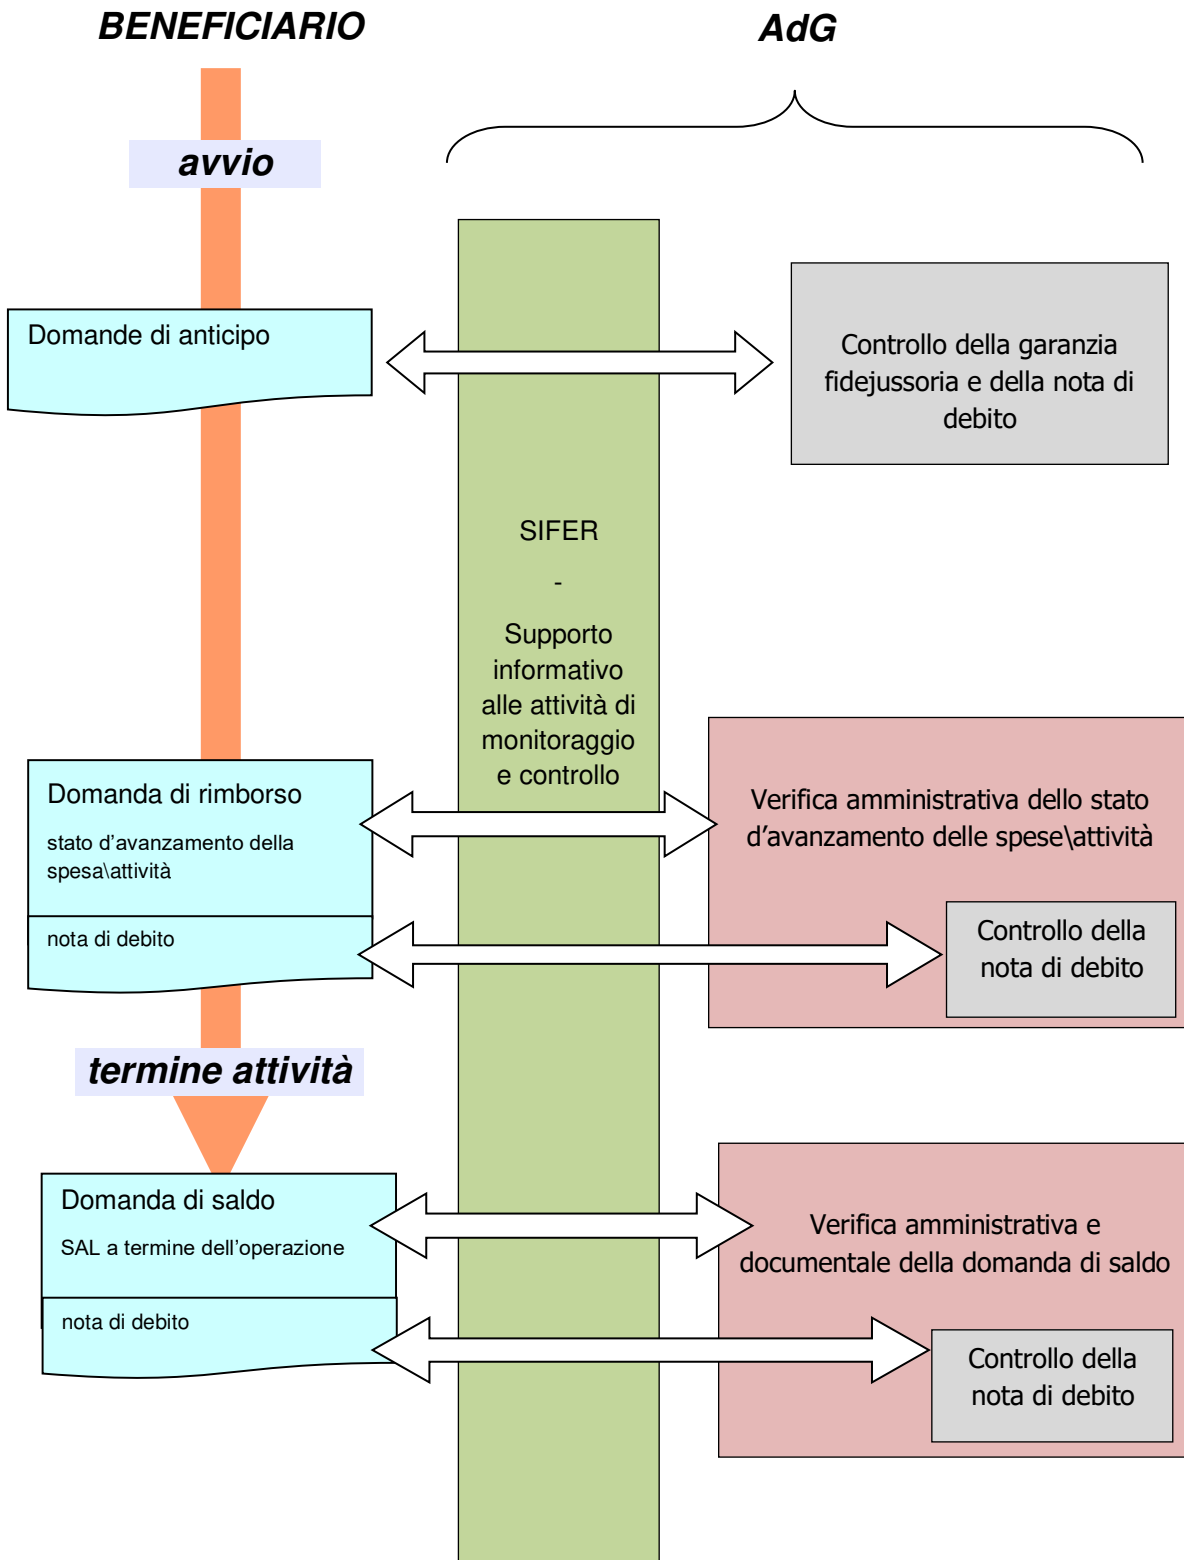 BENEFICIARIO
AdG
avvio
Domande di anticipo
Controllo della garanzia
fidejussoria e della nota di
debito
SIFER
-
Supporto
informativo
alle attività di
monitoraggio
e controllo
Domanda di rimborso
stato d’avanzamento della
spesa\attività
nota di debito
Verifica amministrativa dello stato
d’avanzamento delle spese\attività
Controllo della
nota di debito
termine attività
Domanda di saldo
SAL a termine dell’operazione
nota di debito
Verifica amministrativa e
documentale della domanda di saldo
Controllo della
nota di debito